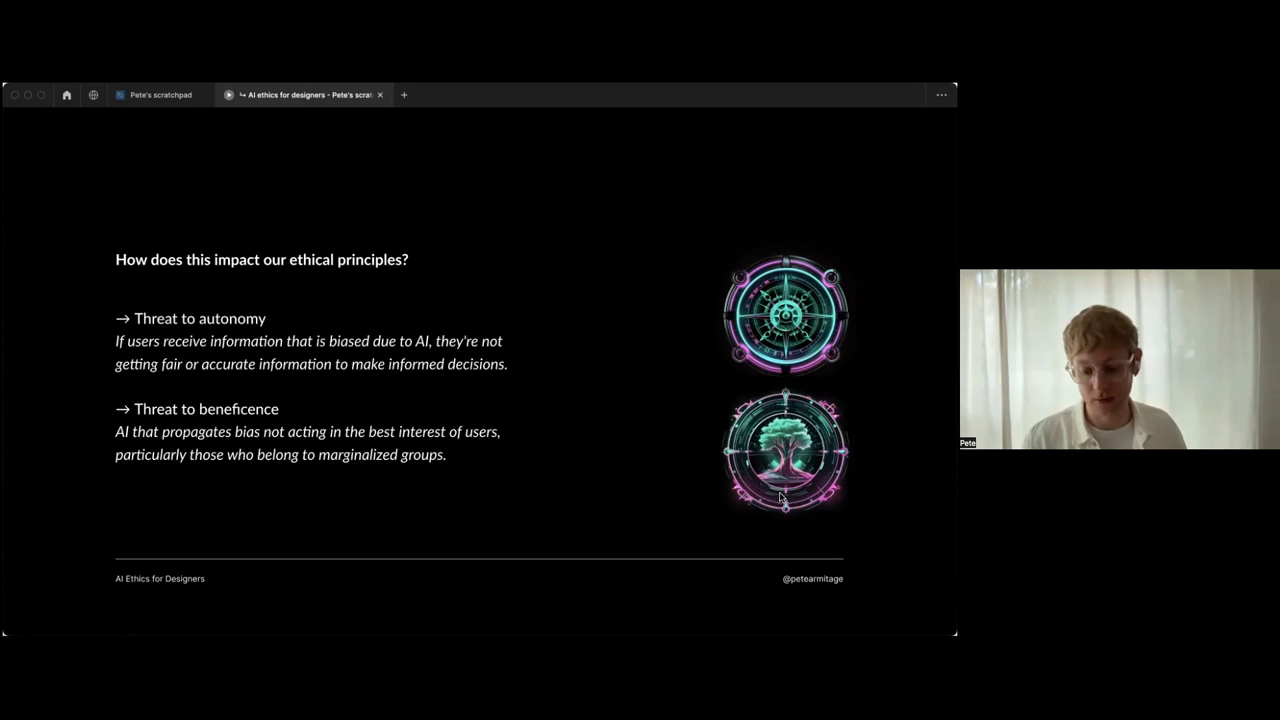 Pete's scratchpad
↪ AI ethics for designers - Pete's scrat
How does this impact our ethical principles?
→ Threat to autonomy
If users receive information that is biased due to AI, they're not
getting fair or accurate information to make informed decisions.
→ Threat to beneficence
AI that propagates bias not acting in the best interest of users,
particularly those who belong to marginalized groups.
AI Ethics for Designers
@petearmitage
Pete